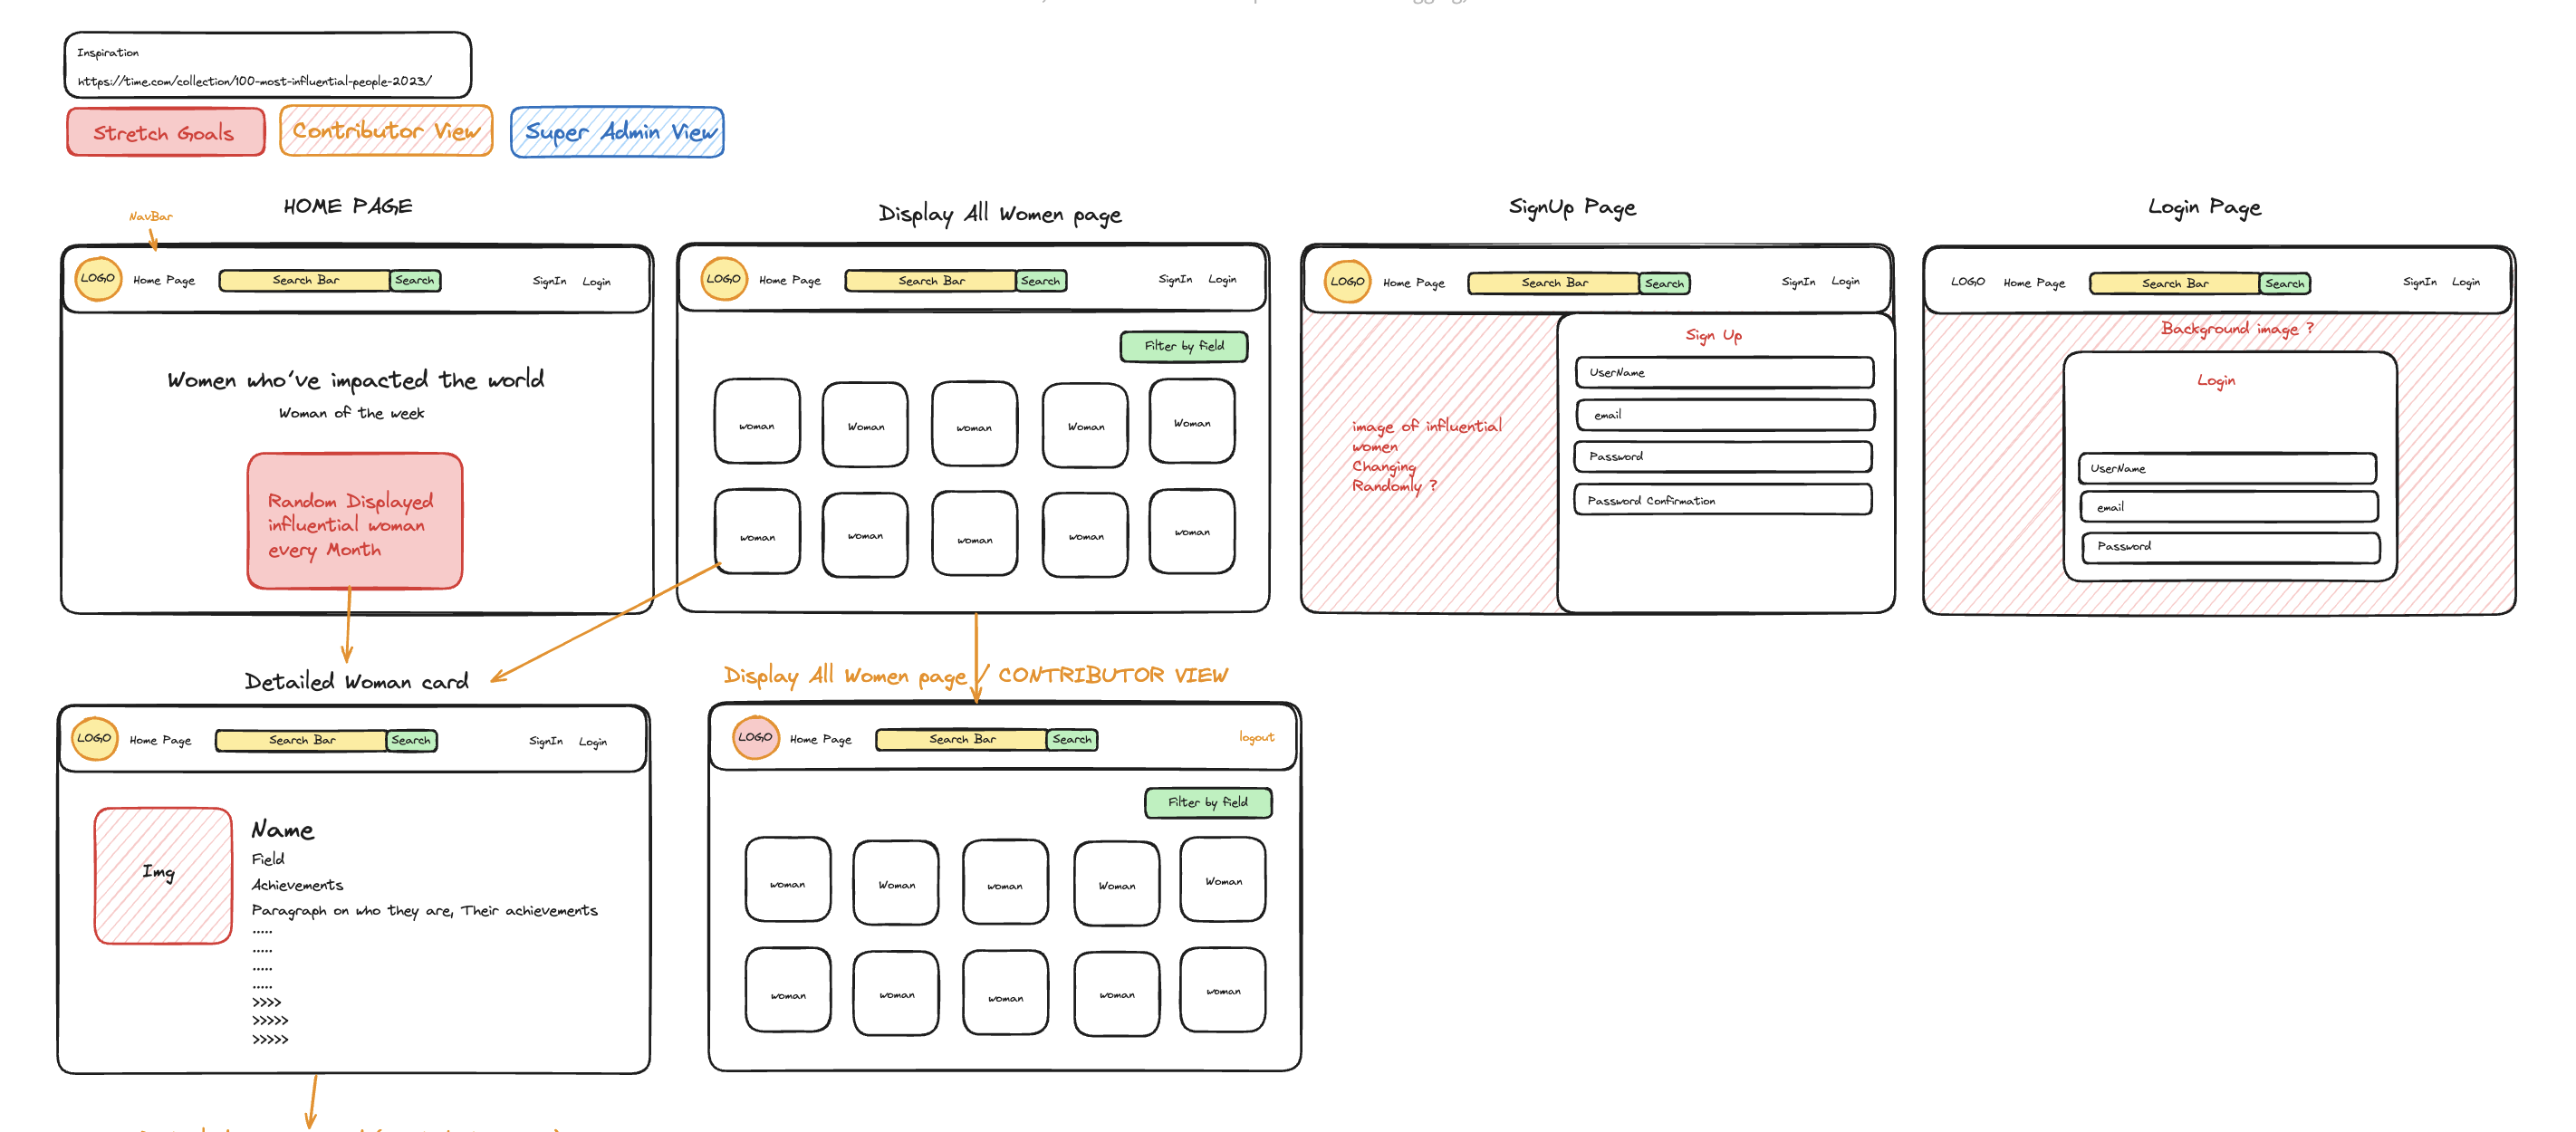 Inspiration
https://time.com/collection/100-most-influential-people-2023/
Stretch Goals
Contributor View
Super Admin View
NavBar
HOME PAGE
LOGO
Home Page
Search Bar
Search
SignIn
Login
Women who've impacted the world
Woman of the week
Random Displayed
influential woman
every Month
Display All Women page
LOGO
Home Page
Search Bar
Search
SignIn
Login
Filter by field
woman
Woman
woman
Woman
Woman
woman
woman
woman
woman
woman
SignUp Page
LOGO
Home Page
Search Bar
Search
SignIn
Login
image of influential
women
Changing
Randomly ?
Sign Up
UserName
email
Password
Password Confirmation
Login Page
LOGO
Home Page
Search Bar
Search
SignIn
Login
Background image ?
Login
UserName
email
Password
Detailed Woman card
LOGO
Home Page
Search Bar
Search
SignIn
Login
Img
Name
Field
Achievements
Paragraph on who they are, Their achievements
.....
.....
.....
.....
>>>>
>>>>>
>>>>>
Display All Women page / CONTRIBUTOR VIEW
LOGO
Home Page
Search Bar
Search
logout
Filter by field
woman
Woman
woman
Woman
Woman
woman
woman
woman
woman
woman